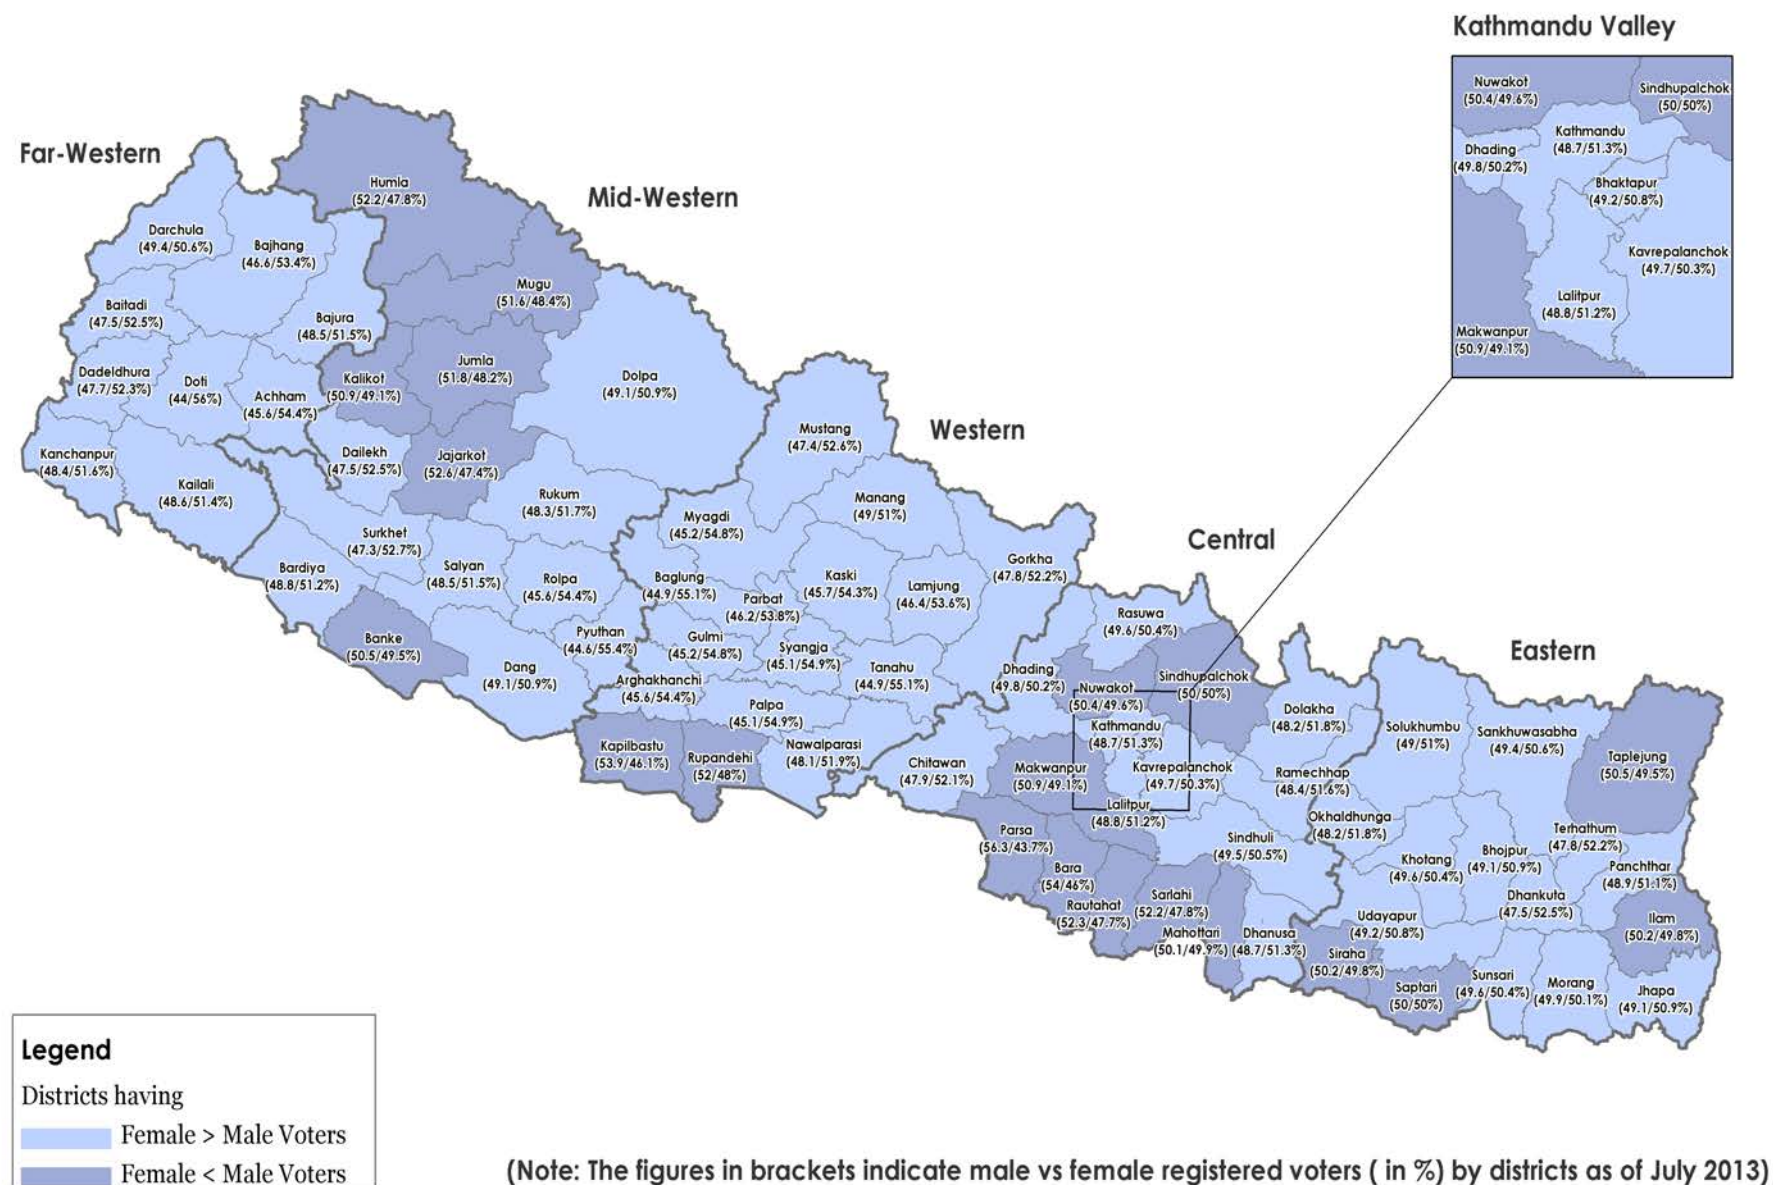 Kathmandu Valley
Nuwakot
(50.4/49.6%)
Sindhupalchok
(50/50%)
Kathmandu
(48.7/51.3%)
Dhading
(49.8/50.2%)
Bhaktapur
(49.2/50.8%)
Kavrepalanchok
(49.7/50.3%)
Lalitpur
(48.8/51.2%)
Makwanpur
(50.9/49.1%)
Far-Western
Darchula
(49.4/50.6%)
Bajhang
(46.6/53.4%)
Baitadi
(47.5/52.5%)
Bajura
(48.5/51.5%)
Dadeldhura
(47.7/52.3%)
Doti
(44/56%)
Achham
(45.6/54.4%)
Kanchanpur
(48.4/51.6%)
Kailali
(48.6/51.4%)
Mid-Western
Humla
(52.2/47.8%)
Mugu
(51.6/48.4%)
Jumla
(51.8/48.2%)
Kalikot
(50.9/49.1%)
Dolpa
(49.1/50.9%)
Dailekh
(47.5/52.5%)
Jajarkot
(52.6/47.4%)
Rukum
(48.3/51.7%)
Surkhet
(47.3/52.7%)
Salyan
(48.5/51.5%)
Bardiya
(48.8/51.2%)
Rolpa
(45.6/54.4%)
Banke
(50.5/49.5%)
Pyuthan
(44.6/55.4%)
Dang
(49.1/50.9%)
Western
Mustang
(47.4/52.6%)
Manang
(49/51%)
Myagdi
(45.2/54.8%)
Gorkha
(47.8/52.2%)
Baglung
(44.9/55.1%)
Kaski
(45.7/54.3%)
Lamjung
(46.4/53.6%)
Parbat
(46.2/53.8%)
Gulmi
(45.2/54.8%)
Syangja
(45.1/54.9%)
Tanahu
(44.9/55.1%)
Arghakhanchi
(45.6/54.4%)
Palpa
(45.1/54.9%)
Kapilbastu
(53.9/46.1%)
Rupandehi
(52/48%)
Nawalparasi
(48.1/51.9%)
Central
Rasuwa
(49.6/50.4%)
Dhading
(49.8/50.2%)
Nuwakot
(50.4/49.6%)
Sindhupalchok
(50/50%)
Dolakha
(48.2/51.8%)
Kathmandu
(48.7/51.3%)
Chitawan
(47.9/52.1%)
Makwanpur
(50.9/49.1%)
Kavrepalanchok
(49.7/50.3%)
Ramechhap
(48.4/51.6%)
Lalitpur
(48.8/51.2%)
Parsa
(56.3/43.7%)
Sindhuli
(49.5/50.5%)
Bara
(54/46%)
Rautahat
(52.3/47.7%)
Sarlahi
(52.2/47.8%)
Mahottari
(50.1/49.9%)
Dhanusa
(48.7/51.3%)
Eastern
Solukhumbu
(49/51%)
Sankhuwasabha
(49.4/50.6%)
Taplejung
(50.5/49.5%)
Okhaldhunga
(48.2/51.8%)
Terhathum
(47.8/52.2%)
Khotang
(49.6/50.4%)
Bhojpur
(49.1/50.9%)
Panchthar
(48.9/51.1%)
Dhankuta
(47.5/52.5%)
Udayapur
(49.2/50.8%)
Ilam
(50.2/49.8%)
Siraha
(50.2/49.8%)
Saptari
(50/50%)
Sunsari
(49.6/50.4%)
Morang
(49.9/50.1%)
Jhapa
(49.1/50.9%)
Legend
Districts having
Female > Male Voters
Female < Male Voters
(Note: The figures in brackets indicate male vs female registered voters ( in %) by districts as of July 2013)